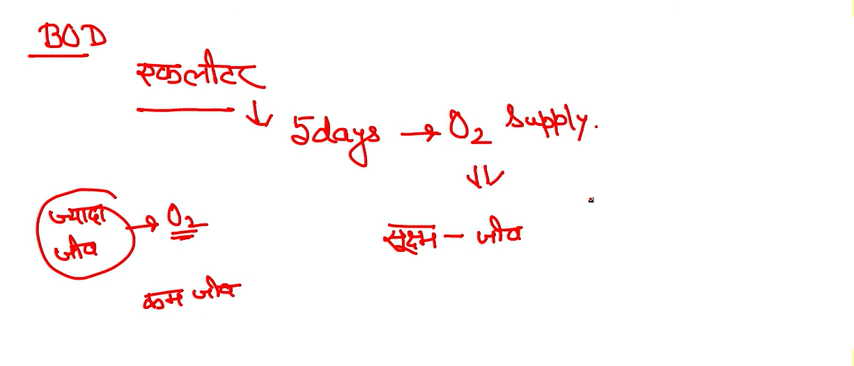 BOD
एकलीटर
5days → O2 Supply.
ज्यादा → O2
जीव
सूक्ष्म - जीव
कम जीव